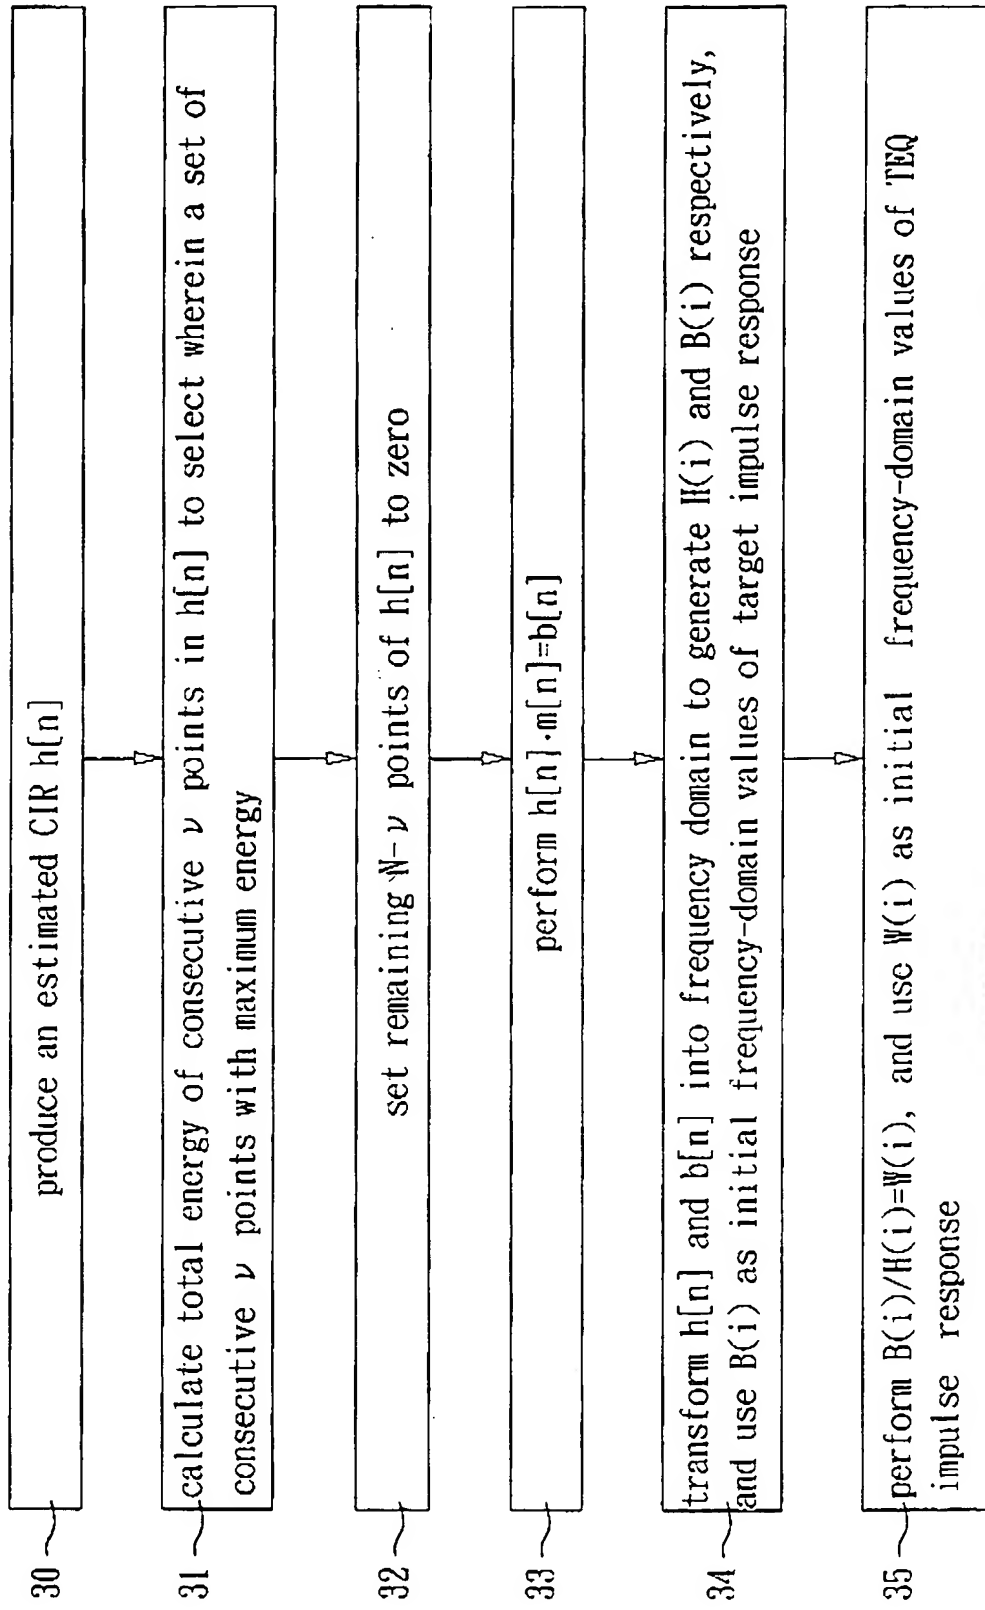 30 produce an estimated CIR h[n]
31 calculate total energy of consecutive ν points in h[n] to select wherein a set of
consecutive ν points with maximum energy
32 set remaining N-ν points of h[n] to zero
33 perform h[n]·m[n]=b[n]
34 transform h[n] and b[n] into frequency domain to generate H(i) and B(i) respectively,
and use B(i) as initial frequency-domain values of target impulse response
35 perform B(i)/H(i)=W(i), and use W(i) as initial frequency-domain values of TEQ
impulse response